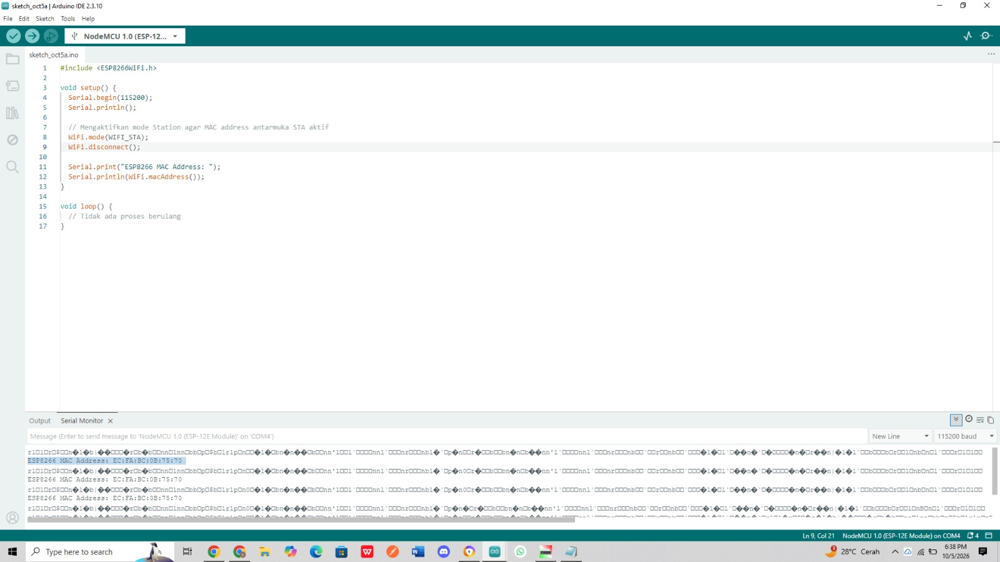 sketch_oct5a | Arduino IDE 2.3.10
File Edit Sketch Tools Help
NodeMCU 1.0 (ESP-12...
sketch_oct5a.ino
1 #include <ESP8266WiFi.h>
2
3 void setup() {
4 Serial.begin(115200);
5 Serial.println();
6
7 // Mengaktifkan mode Station agar MAC address antarmuka STA aktif
8 WiFi.mode(WIFI_STA);
9 WiFi.disconnect();
10
11 Serial.print("ESP8266 MAC Address: ");
12 Serial.println(WiFi.macAddress());
13 }
14
15 void loop() {
16 // Tidak ada proses berulang
17 }
Output Serial Monitor
Message (Enter to send message to 'NodeMCU 1.0 (ESP-12E Module)' on 'COM4')
New Line 115200 baud
ESP8266 MAC Address: EC:FA:BC:0B:75:70
ESP8266 MAC Address: EC:FA:BC:0B:75:70
ESP8266 MAC Address: EC:FA:BC:0B:75:70
Ln 9, Col 21 NodeMCU 1.0 (ESP-12E Module) on COM4 4
Type here to search
3 28°C Cerah
6:38 PM
10/5/2026